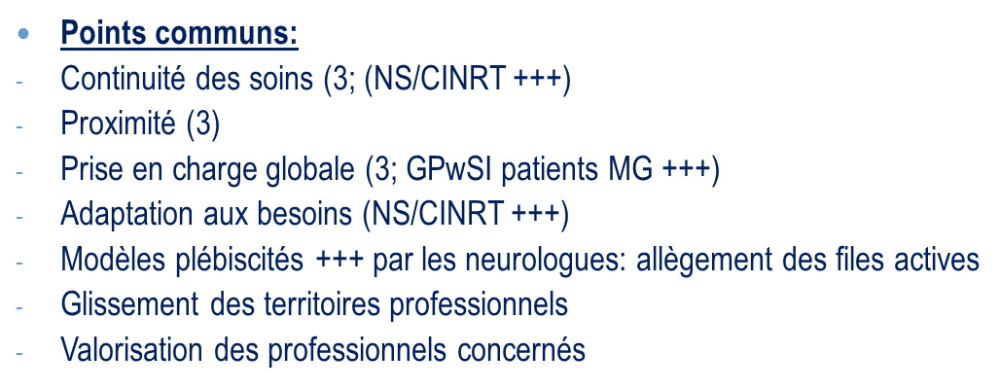 • Points communs:
- Continuité des soins (3; (NS/CINRT +++)
- Proximité (3)
- Prise en charge globale (3; GPwSI patients MG +++)
- Adaptation aux besoins (NS/CINRT +++)
- Modèles plébiscités +++ par les neurologues: allègement des files actives
- Glissement des territoires professionnels
- Valorisation des professionnels concernés